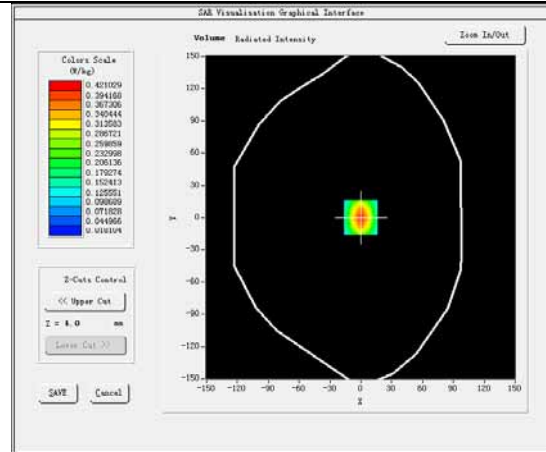 SAR Visualisation Graphical Interface
Volume Radiated Intensity
Zoom In/Out
Colors Scale
(W/kg)
0.421029
0.394168
0.367306
0.340444
0.313583
0.286721
0.259859
0.232998
0.206136
0.179274
0.152413
0.125551
0.098689
0.071828
0.044966
0.018104
150
120
90
60
30
0
-30
-60
-90
-120
-150
Y
-150 -120 -90 -60 -30 0 30 60 90 120 150
X
Z-Cuts Control
<< Upper Cut
Z = 4.0 mm
Lower Cut >>
SAVE Cancel